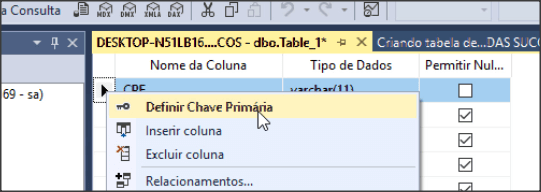 a Consulta MDX DMX XMLA DAX
DESKTOP-N51LB16....COS - dbo.Table_1* Criando tabela de...DAS SUC
Nome da Coluna Tipo de Dados Permitir Nul...
CPF varchar(11)
69 - sa)
Definir Chave Primária
Inserir coluna
Excluir coluna
Relacionamentos...